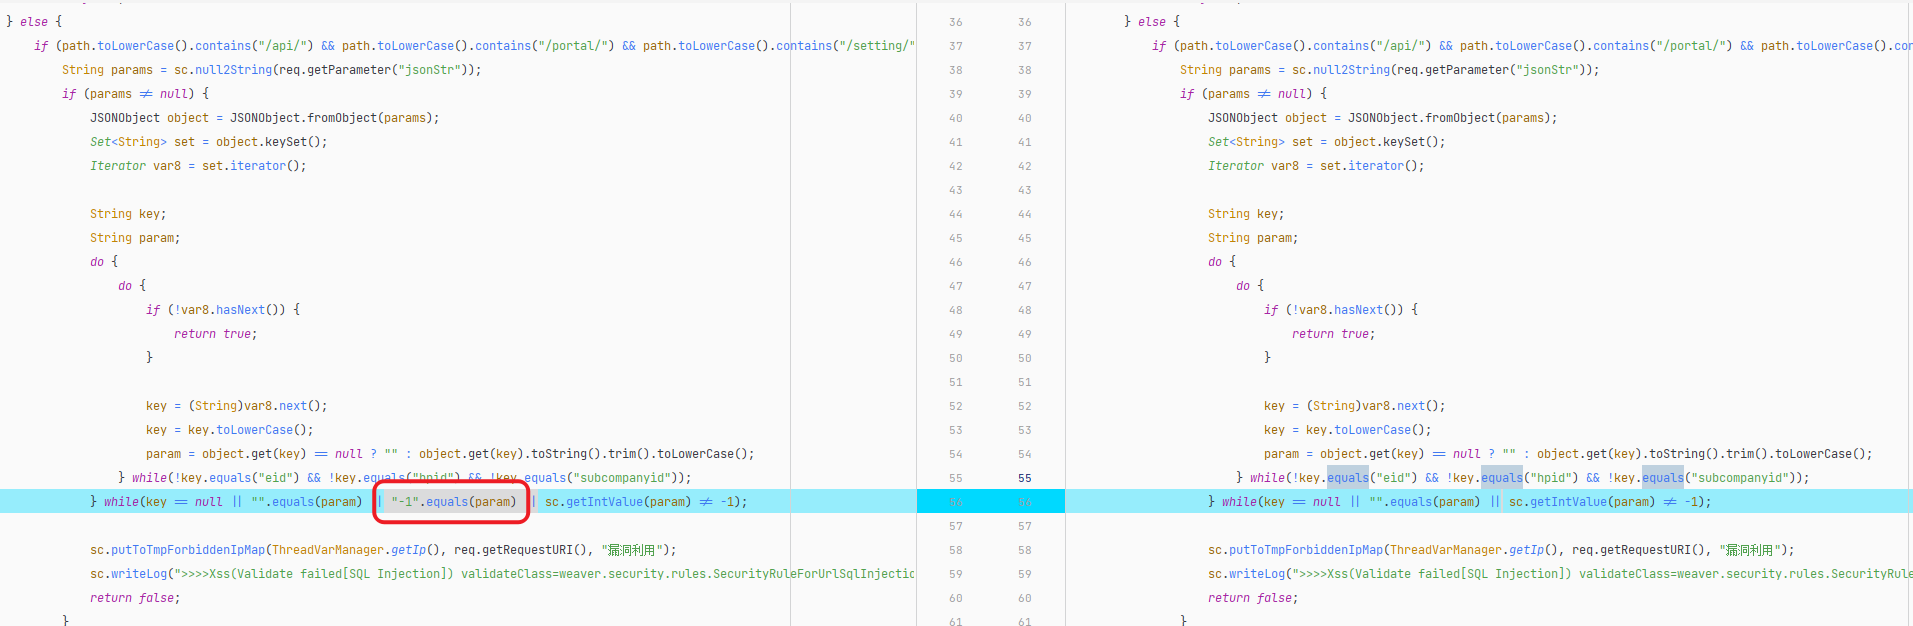 } else {
if (path.toLowerCase().contains("/api/") && path.toLowerCase().contains("/portal/") && path.toLowerCase().contains("/setting/"
String params = sc.null2String(req.getParameter("jsonStr"));
if (params ≠ null) {
JSONObject object = JSONObject.fromObject(params);
Set<String> set = object.keySet();
Iterator var8 = set.iterator();
String key;
String param;
do {
do {
if (!var8.hasNext()) {
return true;
}
key = (String)var8.next();
key = key.toLowerCase();
param = object.get(key) == null ? "" : object.get(key).toString().trim().toLowerCase();
} while(!key.equals("eid") && !key.equals("hpid") && !key.equals("subcompanyid"));
} while(key == null || "".equals(param) || "-1".equals(param) || sc.getIntValue(param) ≠ -1);
sc.putToTmpForbiddenIpMap(ThreadVarManager.getIp(), req.getRequestURI(), "漏洞利用");
sc.writeLog(">>>>Xss(Validate failed[SQL Injection]) validateClass=weaver.security.rules.SecurityRuleForUrlSqlInjectio
return false;
}
36 36
37 37
38 38
39 39
40 40
41 41
42 42
43 43
44 44
45 45
46 46
47 47
48 48
49 49
50 50
51 51
52 52
53 53
54 54
55 55
56 56
57 57
58 58
59 59
60 60
61 61
} else {
if (path.toLowerCase().contains("/api/") && path.toLowerCase().contains("/portal/") && path.toLowerCase().con
String params = sc.null2String(req.getParameter("jsonStr"));
if (params ≠ null) {
JSONObject object = JSONObject.fromObject(params);
Set<String> set = object.keySet();
Iterator var8 = set.iterator();
String key;
String param;
do {
do {
if (!var8.hasNext()) {
return true;
}
key = (String)var8.next();
key = key.toLowerCase();
param = object.get(key) == null ? "" : object.get(key).toString().trim().toLowerCase();
} while(!key.equals("eid") && !key.equals("hpid") && !key.equals("subcompanyid"));
} while(key == null || "".equals(param) || sc.getIntValue(param) ≠ -1);
sc.putToTmpForbiddenIpMap(ThreadVarManager.getIp(), req.getRequestURI(), "漏洞利用");
sc.writeLog(">>>>Xss(Validate failed[SQL Injection]) validateClass=weaver.security.rules.SecurityRule
return false;
}